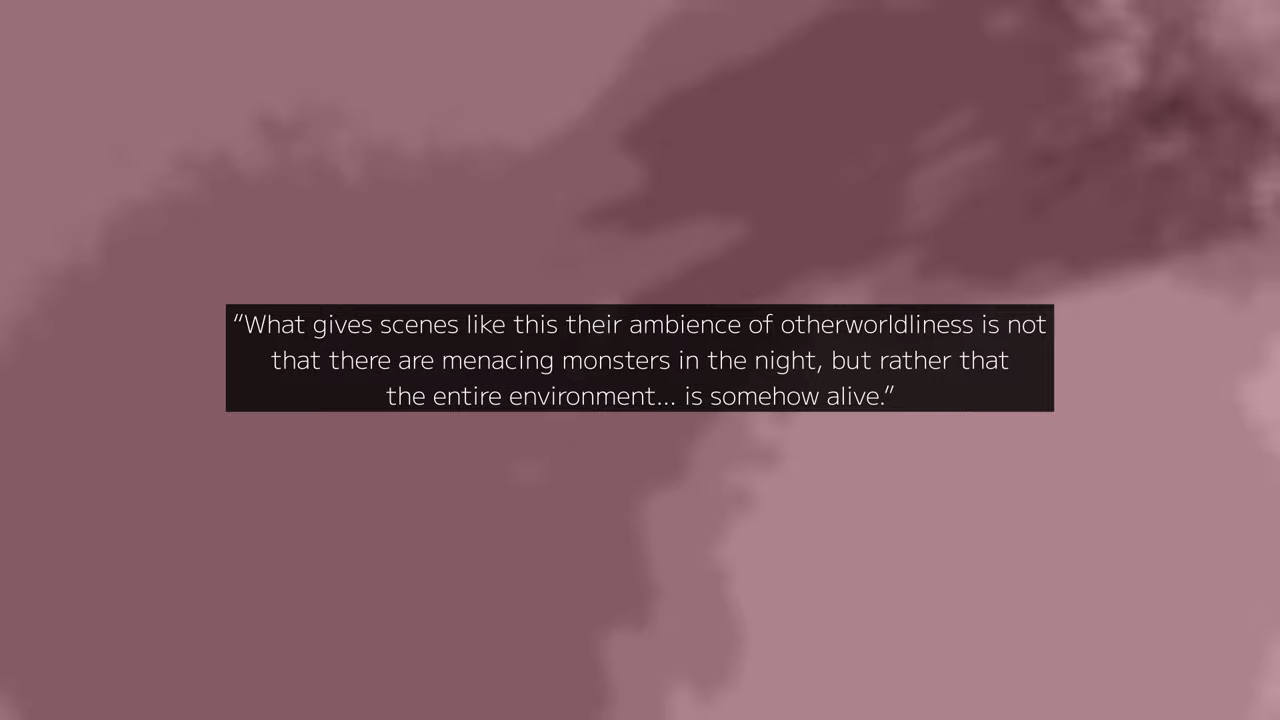 “What gives scenes like this their ambience of otherworldliness is not
that there are menacing monsters in the night, but rather that
the entire environment... is somehow alive.”